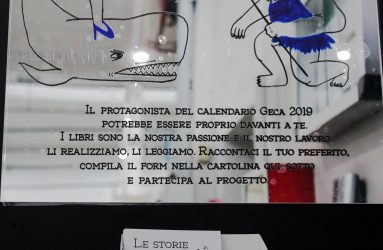 Il protagonista del calendario Geca 2019
potrebbe essere proprio davanti a te.
I libri sono la nostra passione e il nostro lavoro
li realizziamo, li leggiamo. Raccontaci il tuo preferito,
compila il form nella cartolina qui sotto
e partecipa al progetto.
Le storie